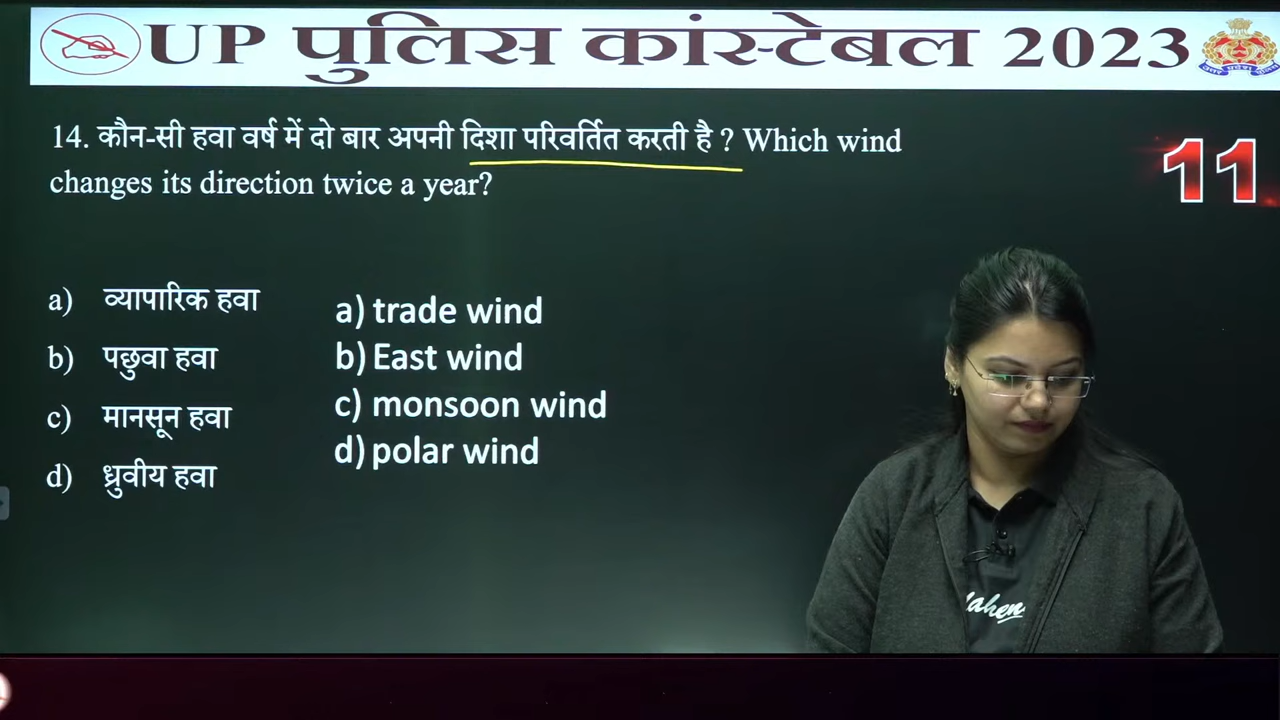 UP पुलिस कांस्टेबल 2023
14. कौन-सी हवा वर्ष में दो बार अपनी दिशा परिवर्तित करती है ? Which wind
changes its direction twice a year?
11
a) व्यापारिक हवा
b) पछुवा हवा
c) मानसून हवा
d) ध्रुवीय हवा
a) trade wind
b) East wind
c) monsoon wind
d) polar wind